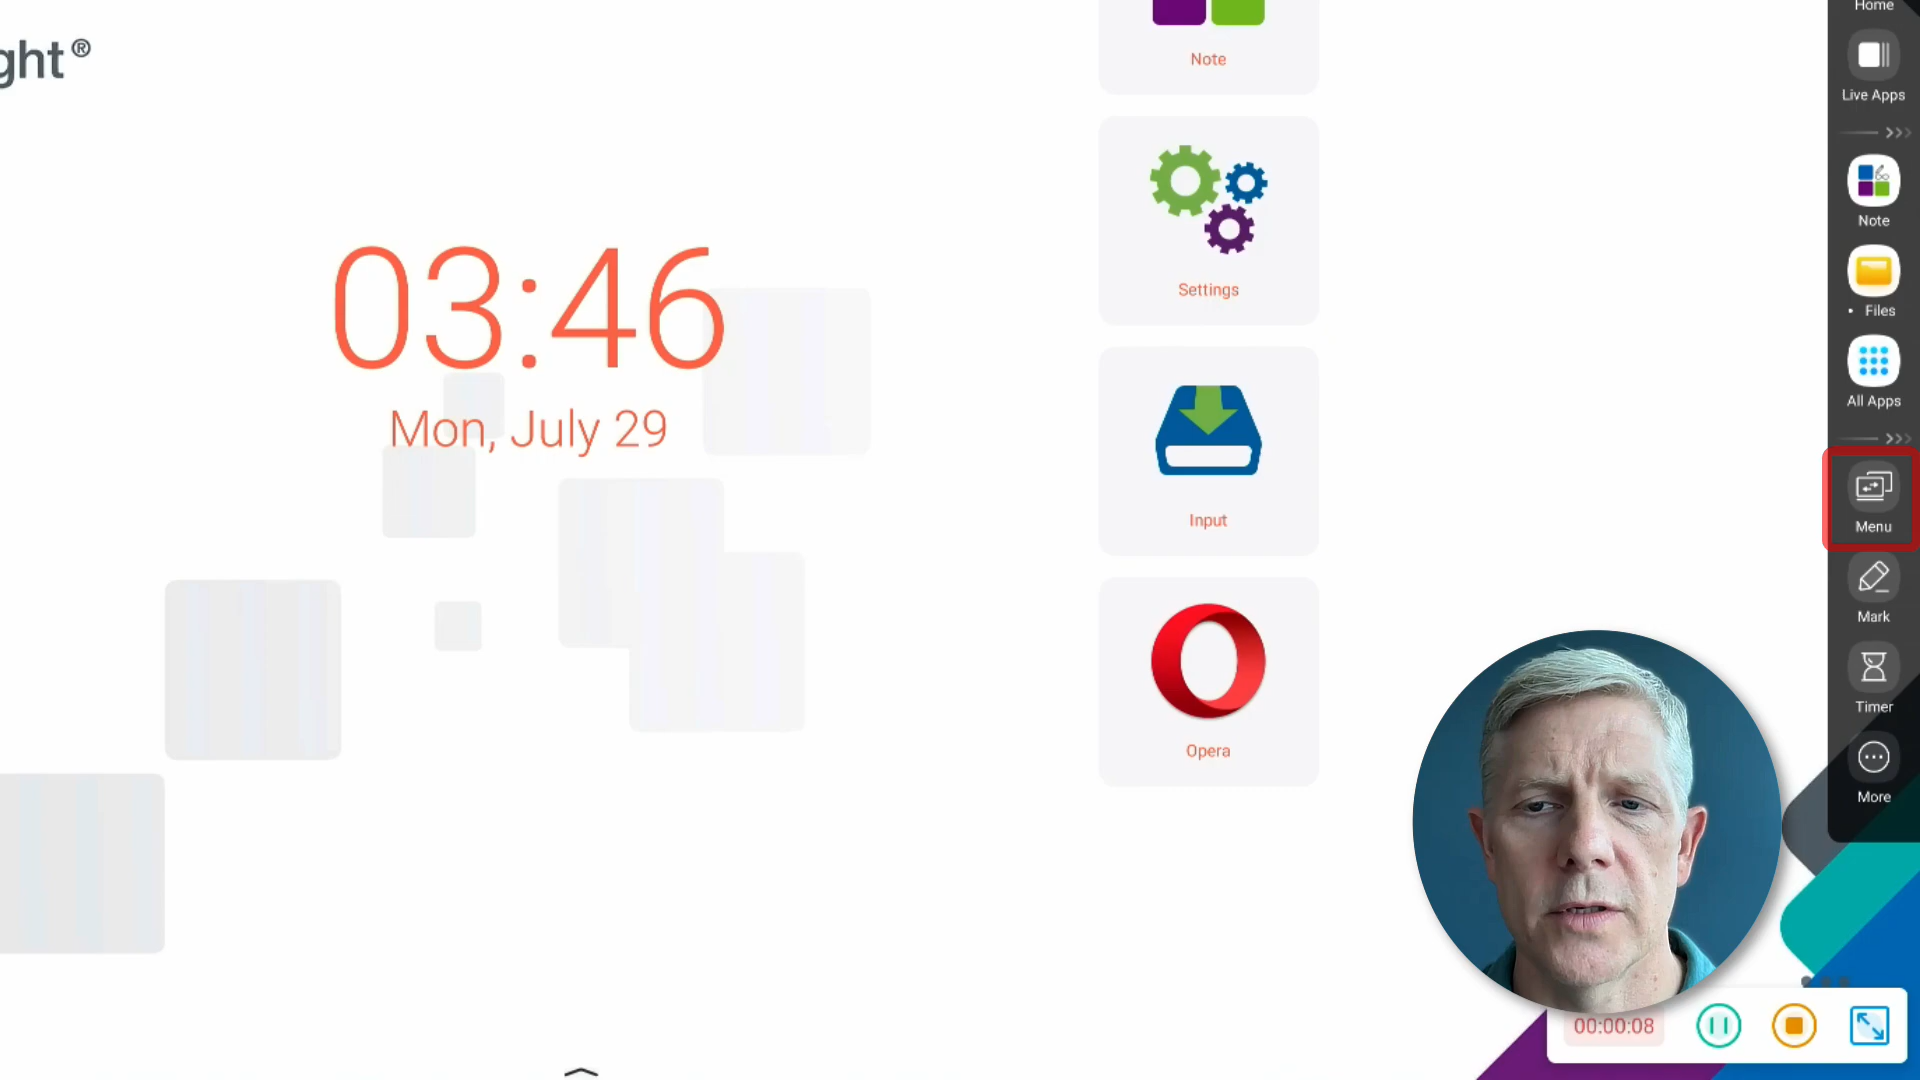 ght®
03:46
Mon, July 29
Note
Settings
Input
Opera
Home
Live Apps
Note
Files
All Apps
Menu
Mark
Timer
More
00:00:08